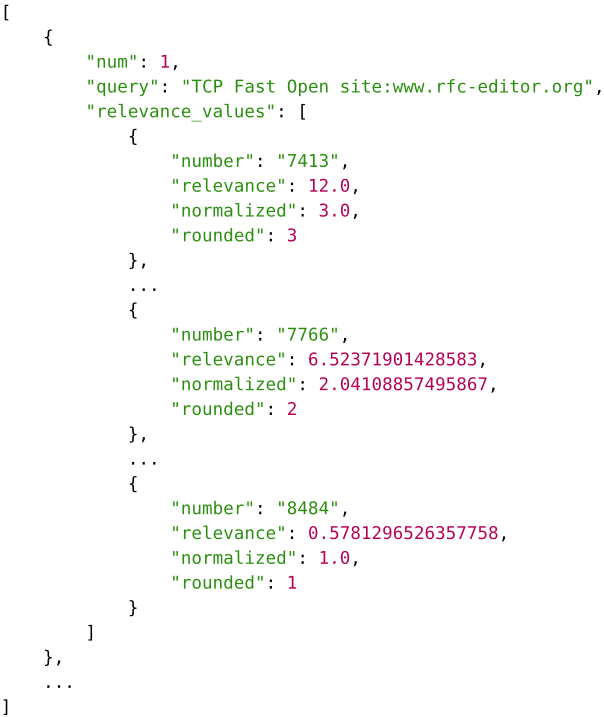 [
    {
        "num": 1,
        "query": "TCP Fast Open site:www.rfc-editor.org",
        "relevance_values": [
            {
                "number": "7413",
                "relevance": 12.0,
                "normalized": 3.0,
                "rounded": 3
            },
            ...
            {
                "number": "7766",
                "relevance": 6.52371901428583,
                "normalized": 2.04108857495867,
                "rounded": 2
            },
            ...
            {
                "number": "8484",
                "relevance": 0.5781296526357758,
                "normalized": 1.0,
                "rounded": 1
            }
        ]
    },
    ...
]